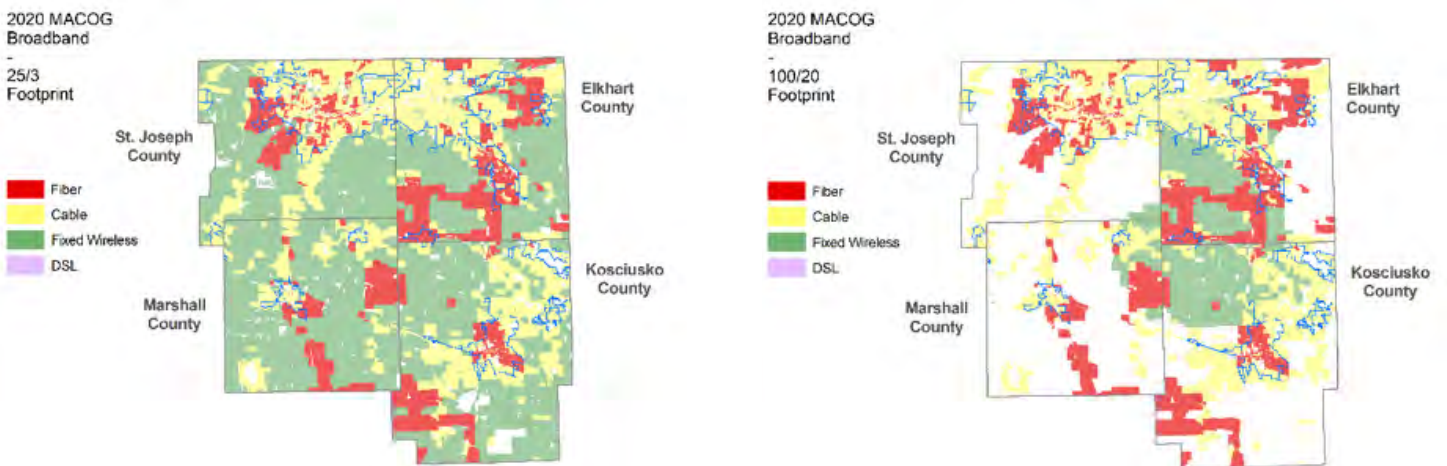 2020 MACOG
Broadband
-
25/3
Footprint
Elkhart
County
St. Joseph
County
Fiber
Cable
Fixed Wireless
DSL
Marshall
County
Kosciusko
County
2020 MACOG
Broadband
-
100/20
Footprint
Elkhart
County
St. Joseph
County
Fiber
Cable
Fixed Wireless
DSL
Marshall
County
Kosciusko
County